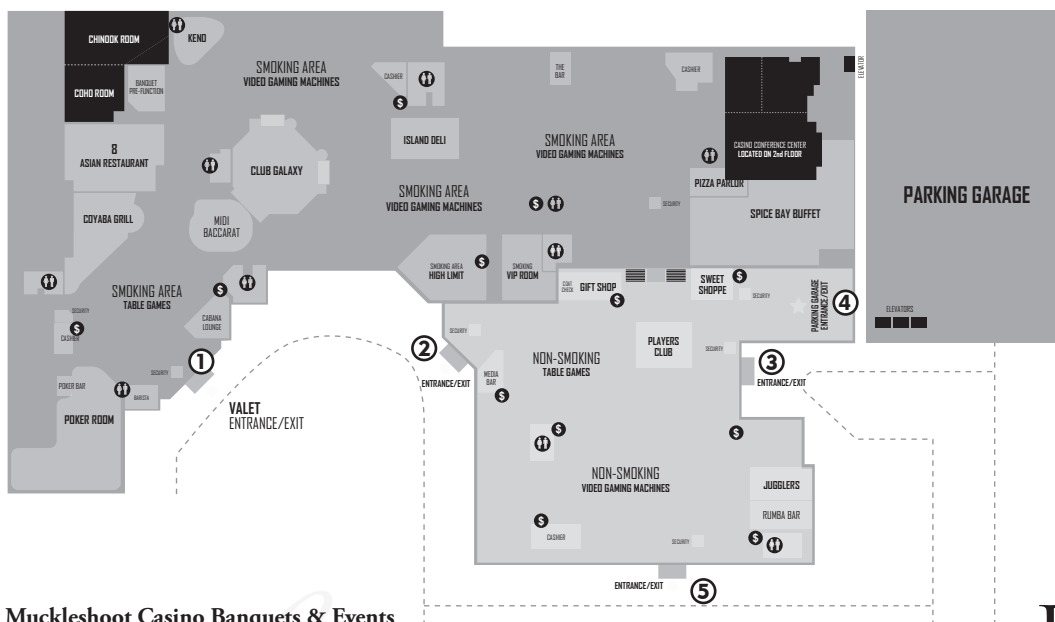 CHINOOK ROOM
KENO
COHO ROOM
BANQUET
PRE-FUNCTION
SMOKING AREA
VIDEO GAMING MACHINES
CASHIER
$
THE
BAR
CASHIER
ELEVATOR
8
ASIAN RESTAURANT
CLUB GALAXY
ISLAND DELI
SMOKING AREA
VIDEO GAMING MACHINES
CASINO CONFERENCE CENTER
LOCATED ON 2nd FLOOR
PARKING GARAGE
COYABA GRILL
MIDI
BACCARAT
SMOKING AREA
VIDEO GAMING MACHINES
$
SECURITY
PIZZA PARLOR
SPICE BAY BUFFET
SMOKING AREA
HIGH LIMIT
$
SMOKING
VIP ROOM
COAT
CHECK
GIFT SHOP
$
SWEET
SHOPPE
$
SECURITY
PARKING GARAGE
ENTRANCE/EXIT
4
ELEVATORS
SMOKING AREA
TABLE GAMES
$
CABANA
LOUNGE
SECURITY
$
CASHIER
SECURITY
1
POKER BAR
BARISTA
POKER ROOM
VALET
ENTRANCE/EXIT
SECURITY
2
ENTRANCE/EXIT
MEDIA
BAR
$
NON-SMOKING
TABLE GAMES
PLAYERS
CLUB
SECURITY
3
ENTRANCE/EXIT
$
$
NON-SMOKING
VIDEO GAMING MACHINES
JUGGLERS
RUMBA BAR
$
$
CASHIER
SECURITY
ENTRANCE/EXIT
5
Muckleshoot Casino Banquets & Events